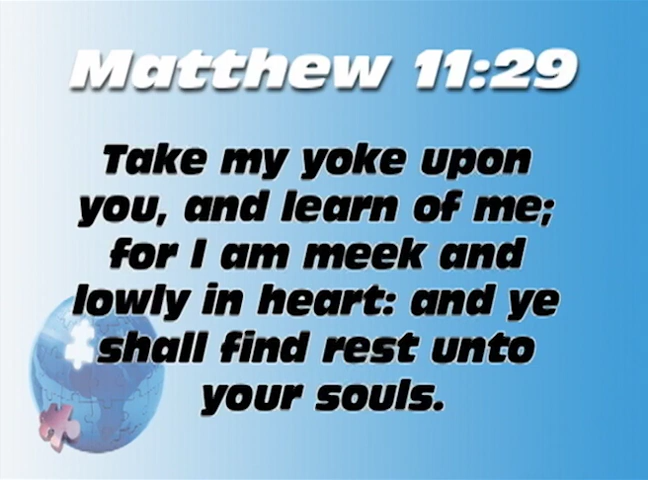 Matthew 11:29
Take my yoke upon
you, and learn of me;
for I am meek and
lowly in heart: and ye
shall find rest unto
your souls.